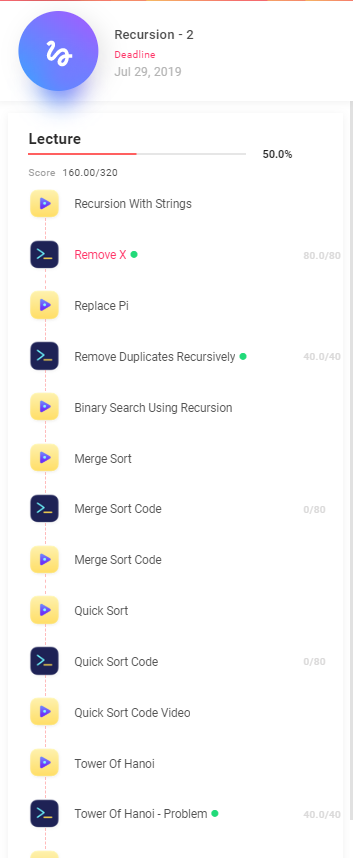 Recursion - 2
Deadline
Jul 29, 2019
Lecture
50.0%
Score 160.00/320
Recursion With Strings
Remove X 80.0/80
Replace Pi
Remove Duplicates Recursively 40.0/40
Binary Search Using Recursion
Merge Sort
Merge Sort Code 0/80
Merge Sort Code
Quick Sort
Quick Sort Code 0/80
Quick Sort Code Video
Tower Of Hanoi
Tower Of Hanoi - Problem 40.0/40